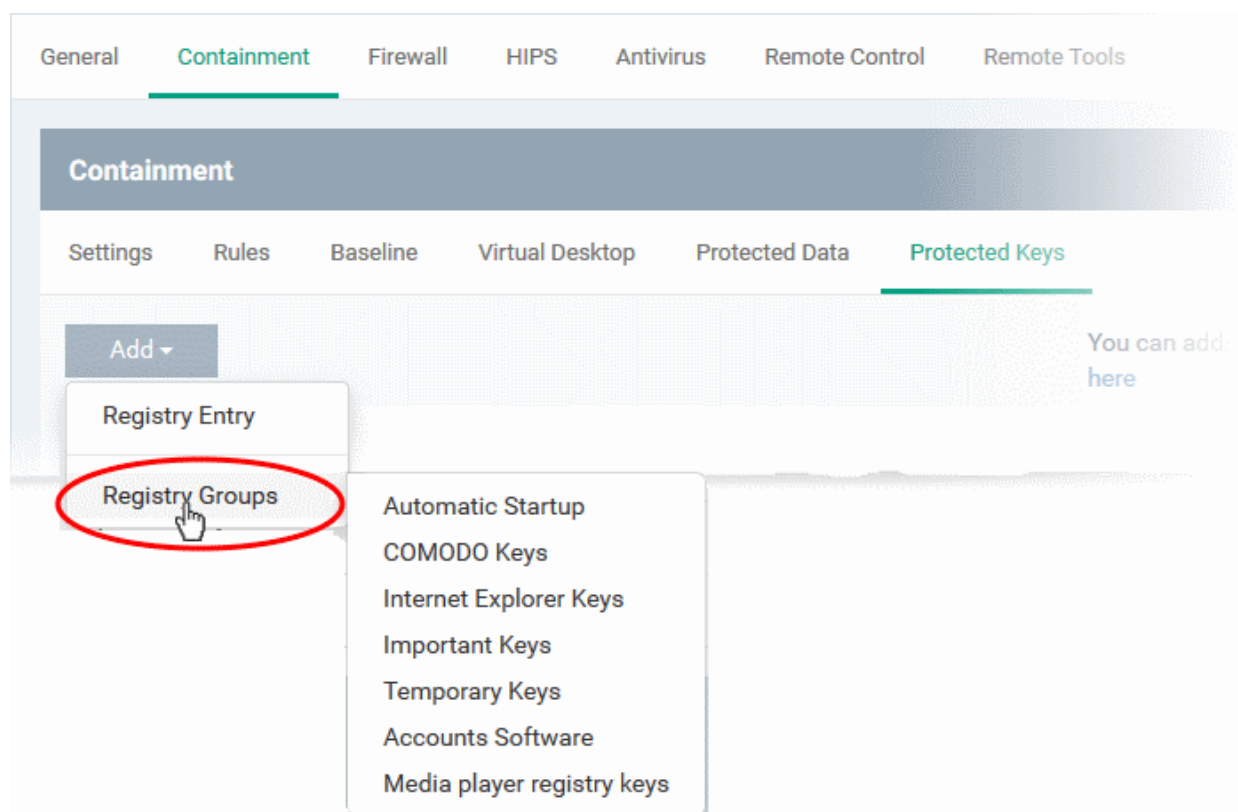 General Containment Firewall HIPS Antivirus Remote Control Remote Tools
Containment
Settings Rules Baseline Virtual Desktop Protected Data Protected Keys
Add
You can add
here
Registry Entry
Registry Groups
Automatic Startup
COMODO Keys
Internet Explorer Keys
Important Keys
Temporary Keys
Accounts Software
Media player registry keys